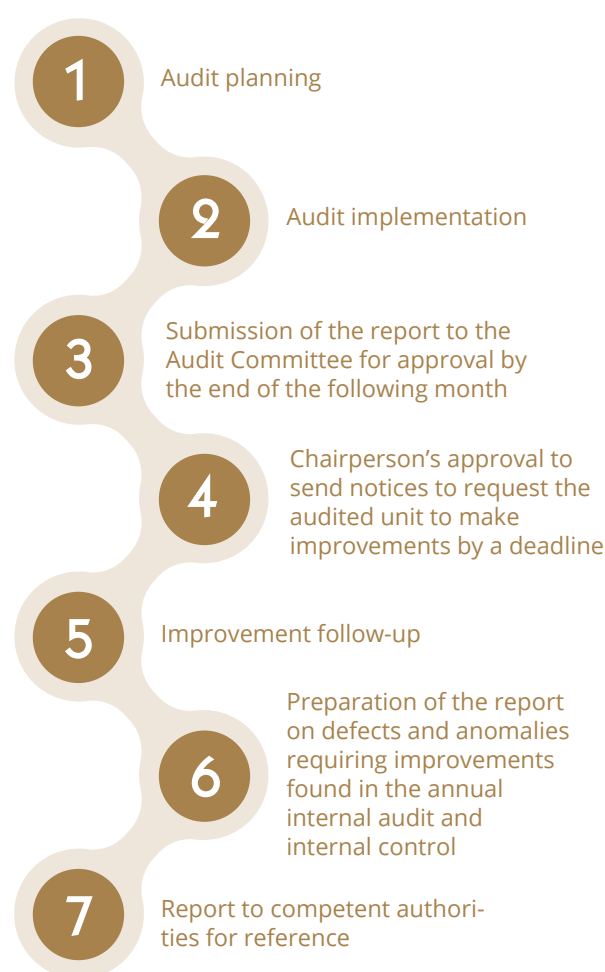 1
Audit planning
2
Audit implementation
3
Submission of the report to the
Audit Committee for approval by
the end of the following month
4
Chairperson’s approval to
send notices to request the
audited unit to make
improvements by a deadline
5
Improvement follow-up
6
Preparation of the report
on defects and anomalies
requiring improvements
found in the annual
internal audit and
internal control
7
Report to competent authori-
ties for reference